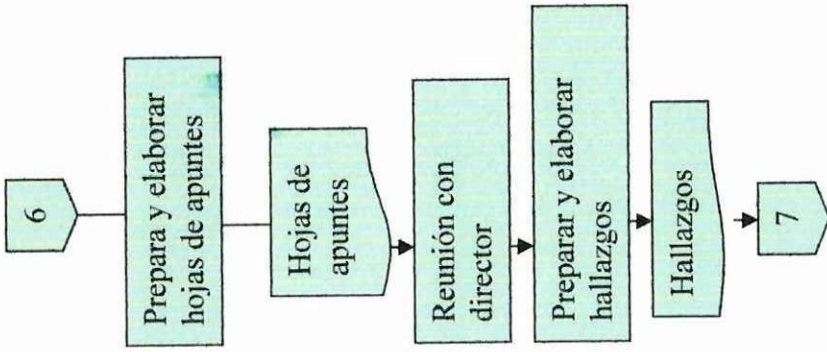 6
Prepara y elaborar
hojas de apuntes
Hojas de
apuntes
Reunión con
director
Preparar y elaborar
hallazgos
Hallazgos
7